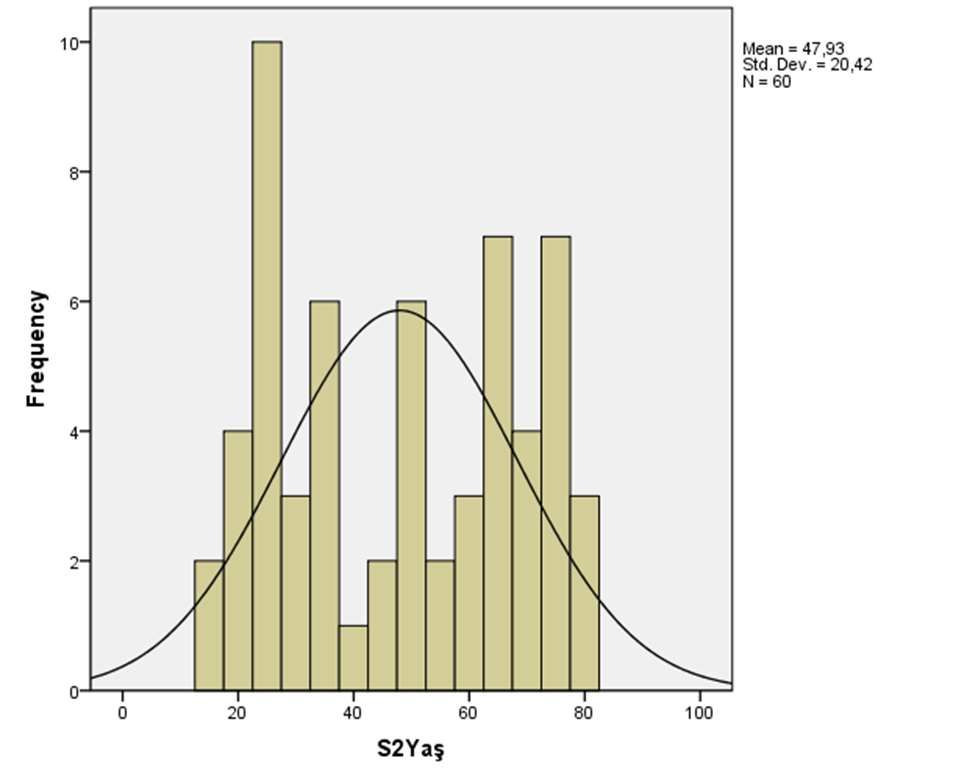 Mean = 47,93
Std. Dev. = 20,42
N = 60
10
8
6
4
2
0
Frequency
0 20 40 60 80 100
S2Yaş